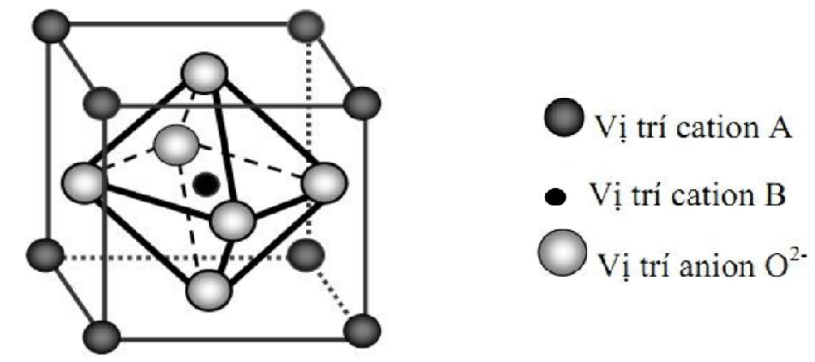 Vị trí cation A
Vị trí cation B
Vị trí anion O²⁻